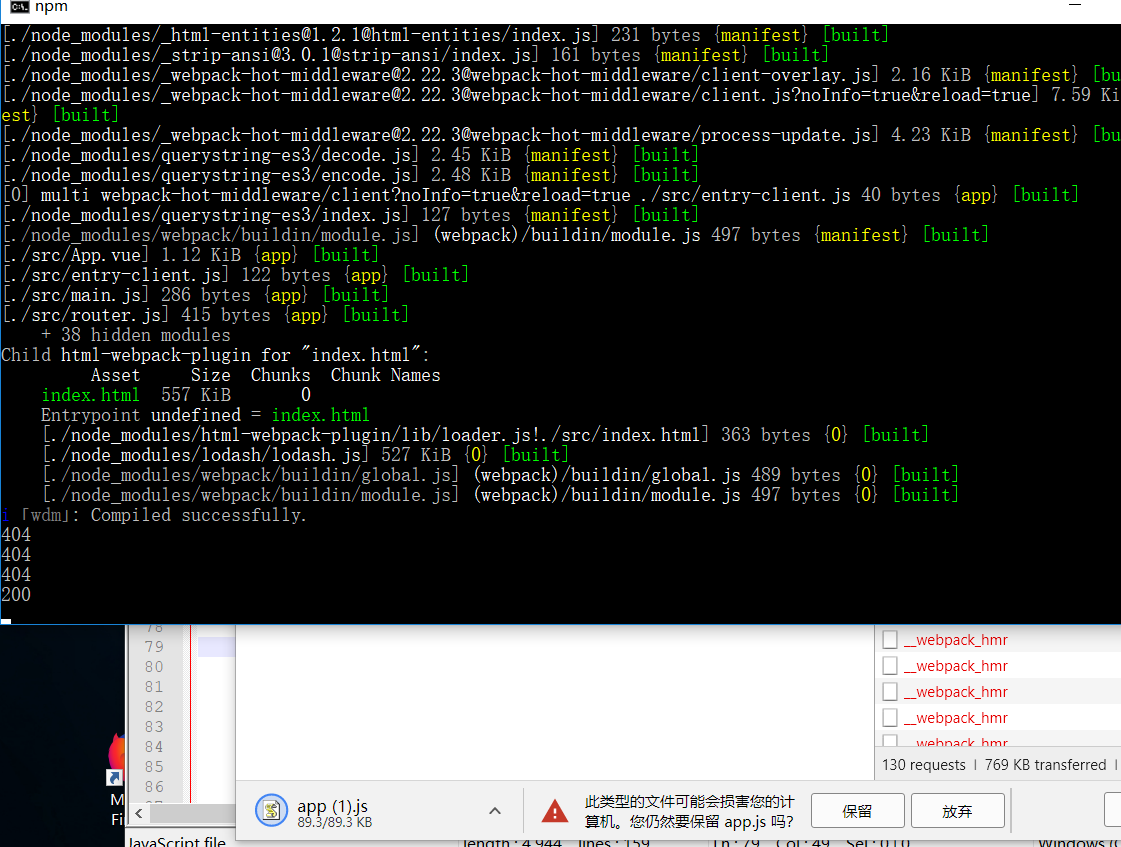 npm
[./node_modules/_html-entities@1.2.1@html-entities/index.js] 231 bytes {manifest} [built]
[./node_modules/_strip-ansi@3.0.1@strip-ansi/index.js] 161 bytes {manifest} [built]
[./node_modules/_webpack-hot-middleware@2.22.3@webpack-hot-middleware/client-overlay.js] 2.16 KiB {manifest} [bu
[./node_modules/_webpack-hot-middleware@2.22.3@webpack-hot-middleware/client.js?noInfo=true&reload=true] 7.59 Ki
est} [built]
[./node_modules/_webpack-hot-middleware@2.22.3@webpack-hot-middleware/process-update.js] 4.23 KiB {manifest} [bu
[./node_modules/querystring-es3/decode.js] 2.45 KiB {manifest} [built]
[./node_modules/querystring-es3/encode.js] 2.48 KiB {manifest} [built]
[0] multi webpack-hot-middleware/client?noInfo=true&reload=true ./src/entry-client.js 40 bytes {app} [built]
[./node_modules/querystring-es3/index.js] 127 bytes {manifest} [built]
[./node_modules/webpack/buildin/module.js] (webpack)/buildin/module.js 497 bytes {manifest} [built]
[./src/App.vue] 1.12 KiB {app} [built]
[./src/entry-client.js] 122 bytes {app} [built]
[./src/main.js] 286 bytes {app} [built]
[./src/router.js] 415 bytes {app} [built]
+ 38 hidden modules
Child html-webpack-plugin for "index.html":
Asset Size Chunks Chunk Names
index.html 557 KiB 0
Entrypoint undefined = index.html
[./node_modules/html-webpack-plugin/lib/loader.js!./src/index.html] 363 bytes {0} [built]
[./node_modules/lodash/lodash.js] 527 KiB {0} [built]
[./node_modules/webpack/buildin/global.js] (webpack)/buildin/global.js 489 bytes {0} [built]
[./node_modules/webpack/buildin/module.js] (webpack)/buildin/module.js 497 bytes {0} [built]
i ｢wdm｣: Compiled successfully.
404
404
404
200
78
79
80
81
82
83
84
85
86
__webpack_hmr
__webpack_hmr
__webpack_hmr
__webpack_hmr
__webpack_hmr
130 requests | 769 KB transferred |
M
Fi
app (1).js
89.3/89.3 KB
此类型的文件可能会损害您的计
算机。您仍然要保留 app.js 吗?
保留
放弃
JavaScript file
length : 4,944 lines : 159 Ln : 79 Col : 49 Sel : 0 | 0 Windows (C